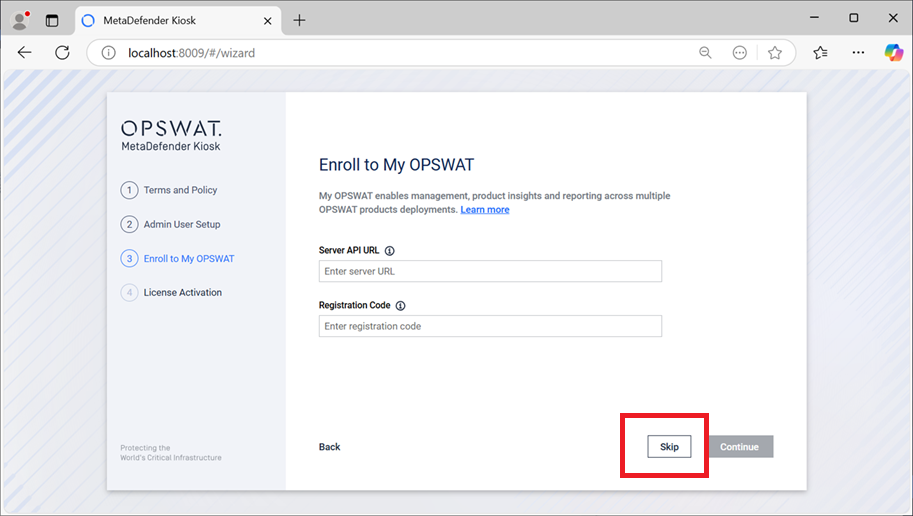 MetaDefender Kiosk
localhost:8009/#/wizard
OPSWAT.
MetaDefender Kiosk
1 Terms and Policy
2 Admin User Setup
3 Enroll to My OPSWAT
4 License Activation
Protecting the
World's Critical Infrastructure
Enroll to My OPSWAT
My OPSWAT enables management, product insights and reporting across multiple
OPSWAT products deployments. Learn more
Server API URL
Enter server URL
Registration Code
Enter registration code
Back
Skip
Continue